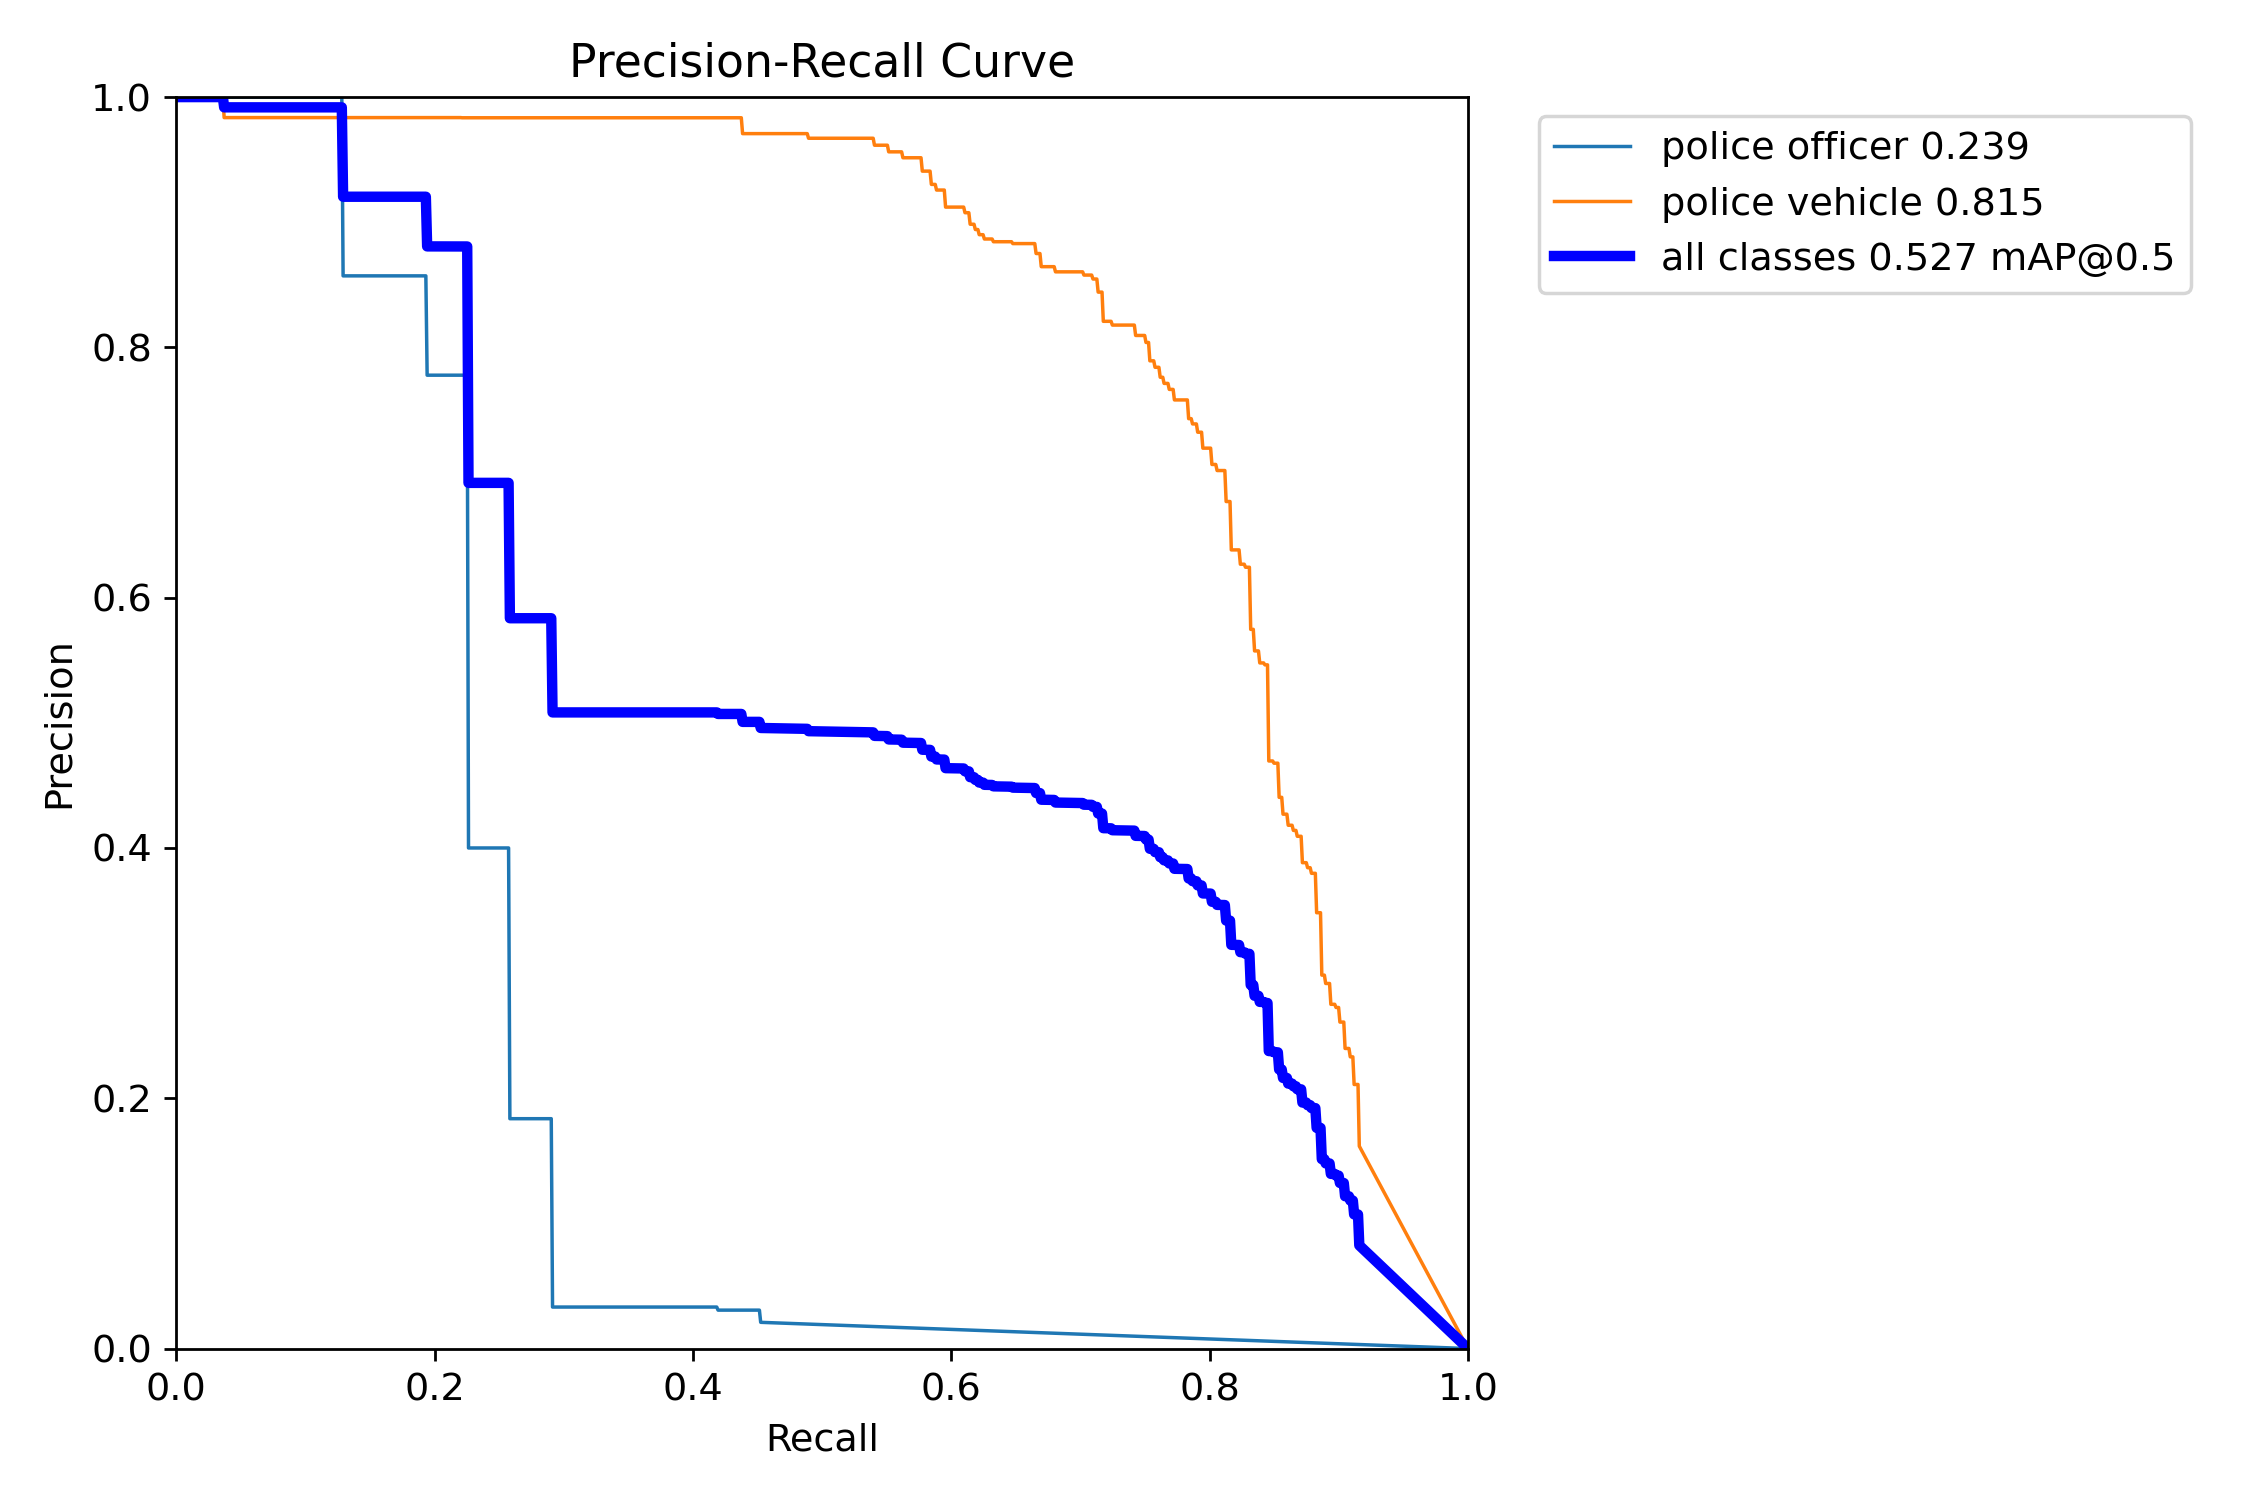 Precision-Recall Curve
1.0
0.8
0.6
0.4
0.2
0.0
Precision
0.0 0.2 0.4 0.6 0.8 1.0
Recall
police officer 0.239
police vehicle 0.815
all classes 0.527 mAP@0.5